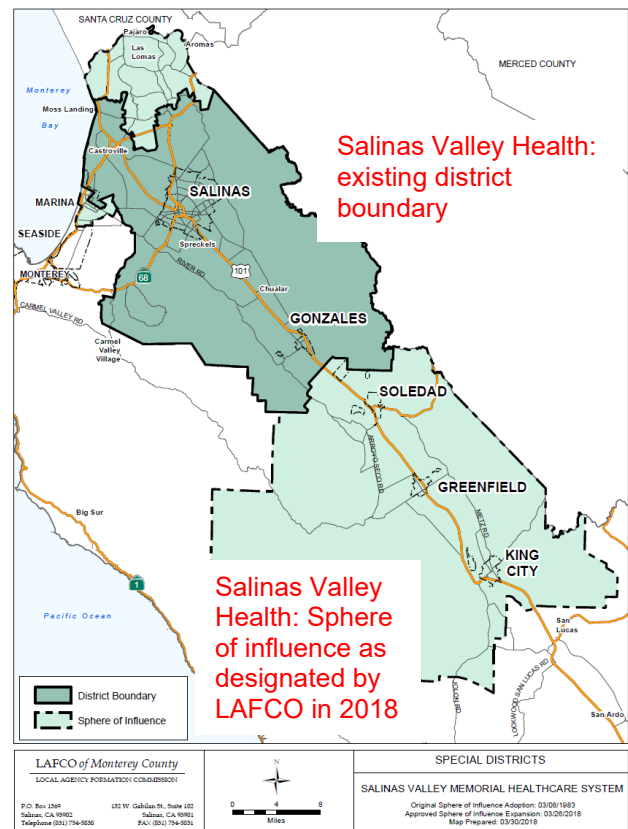 SANTA CRUZ COUNTY
Pajaro
Aromas
Las
Lomas
MERCED COUNTY
Monterey
Bay
Moss Landing
Salinas Valley Health:
existing district
boundary
Castroville
SALINAS
MARINA
SEASIDE
Spreckels
MONTEREY
68
RIVER RD
101
Chualar
CARMEL VALLEY RD
GONZALES
Carmel
Valley
Village
SOLEDAD
ARROYO SECO RD
GREENFIELD
METZ RD
Big Sur
KING
CITY
1
Salinas Valley
Health: Sphere
of influence as
designated by
LAFCO in 2018
San
Lucas
Pacific Ocean
JOLON RD
LOCKWOOD SAN LUCAS RD
San Ardo
District Boundary
Sphere of Influence
LAFCO of Monterey County
LOCAL AGENCY FORMATION COMMISSION
P.O. Box 1369
Salinas, CA 93902
Telephone (831) 754-5838
132 W. Gabilan St., Suite 102
Salinas, CA 93901
FAX (831) 754-5831
N
0 4 8
Miles
SPECIAL DISTRICTS
SALINAS VALLEY MEMORIAL HEALTHCARE SYSTEM
Original Sphere of Influence Adoption: 03/08/1983
Approved Sphere of Influence Expansion: 03/26/2018
Map Prepared: 03/30/2018